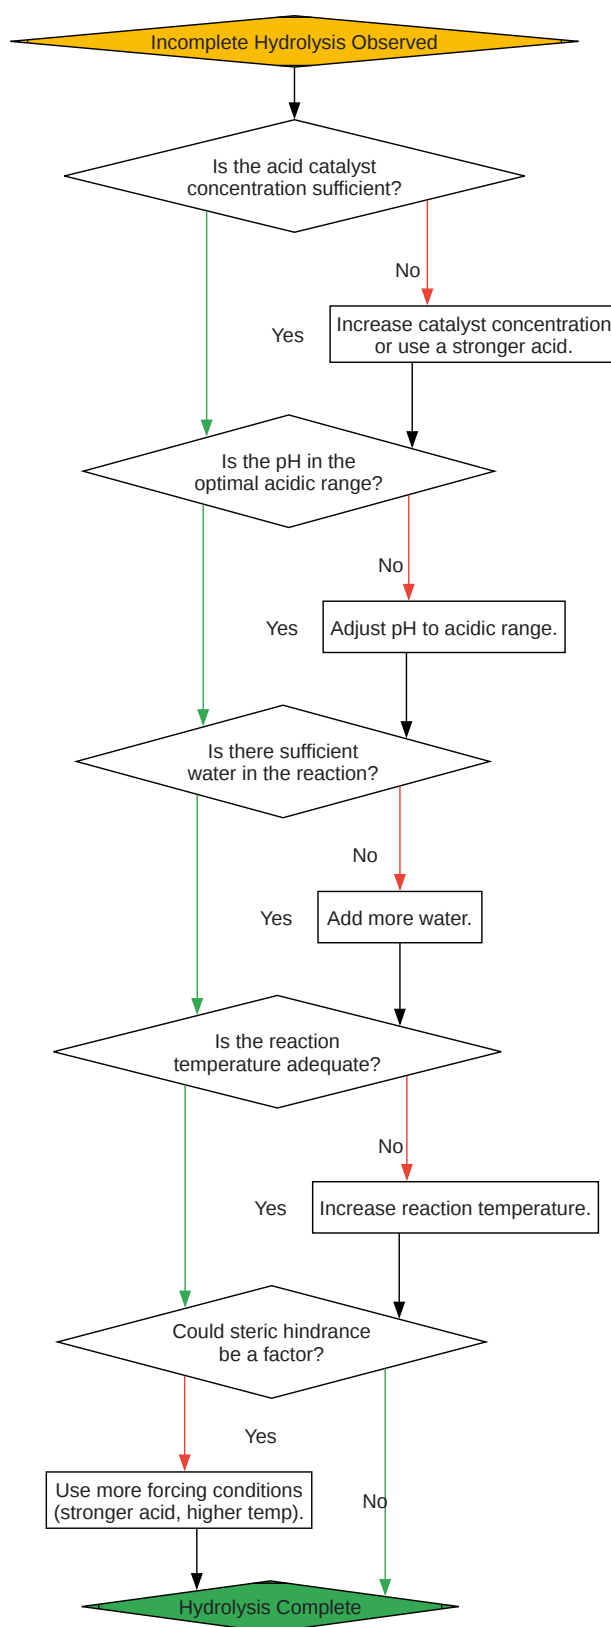 Incomplete Hydrolysis Observed
Is the acid catalyst
concentration sufficient?
No
Yes
Increase catalyst concentration
or use a stronger acid.
Is the pH in the
optimal acidic range?
No
Yes
Adjust pH to acidic range.
Is there sufficient
water in the reaction?
No
Yes
Add more water.
Is the reaction
temperature adequate?
No
Yes
Increase reaction temperature.
Could steric hindrance
be a factor?
Yes
Use more forcing conditions
(stronger acid, higher temp).
No
Hydrolysis Complete